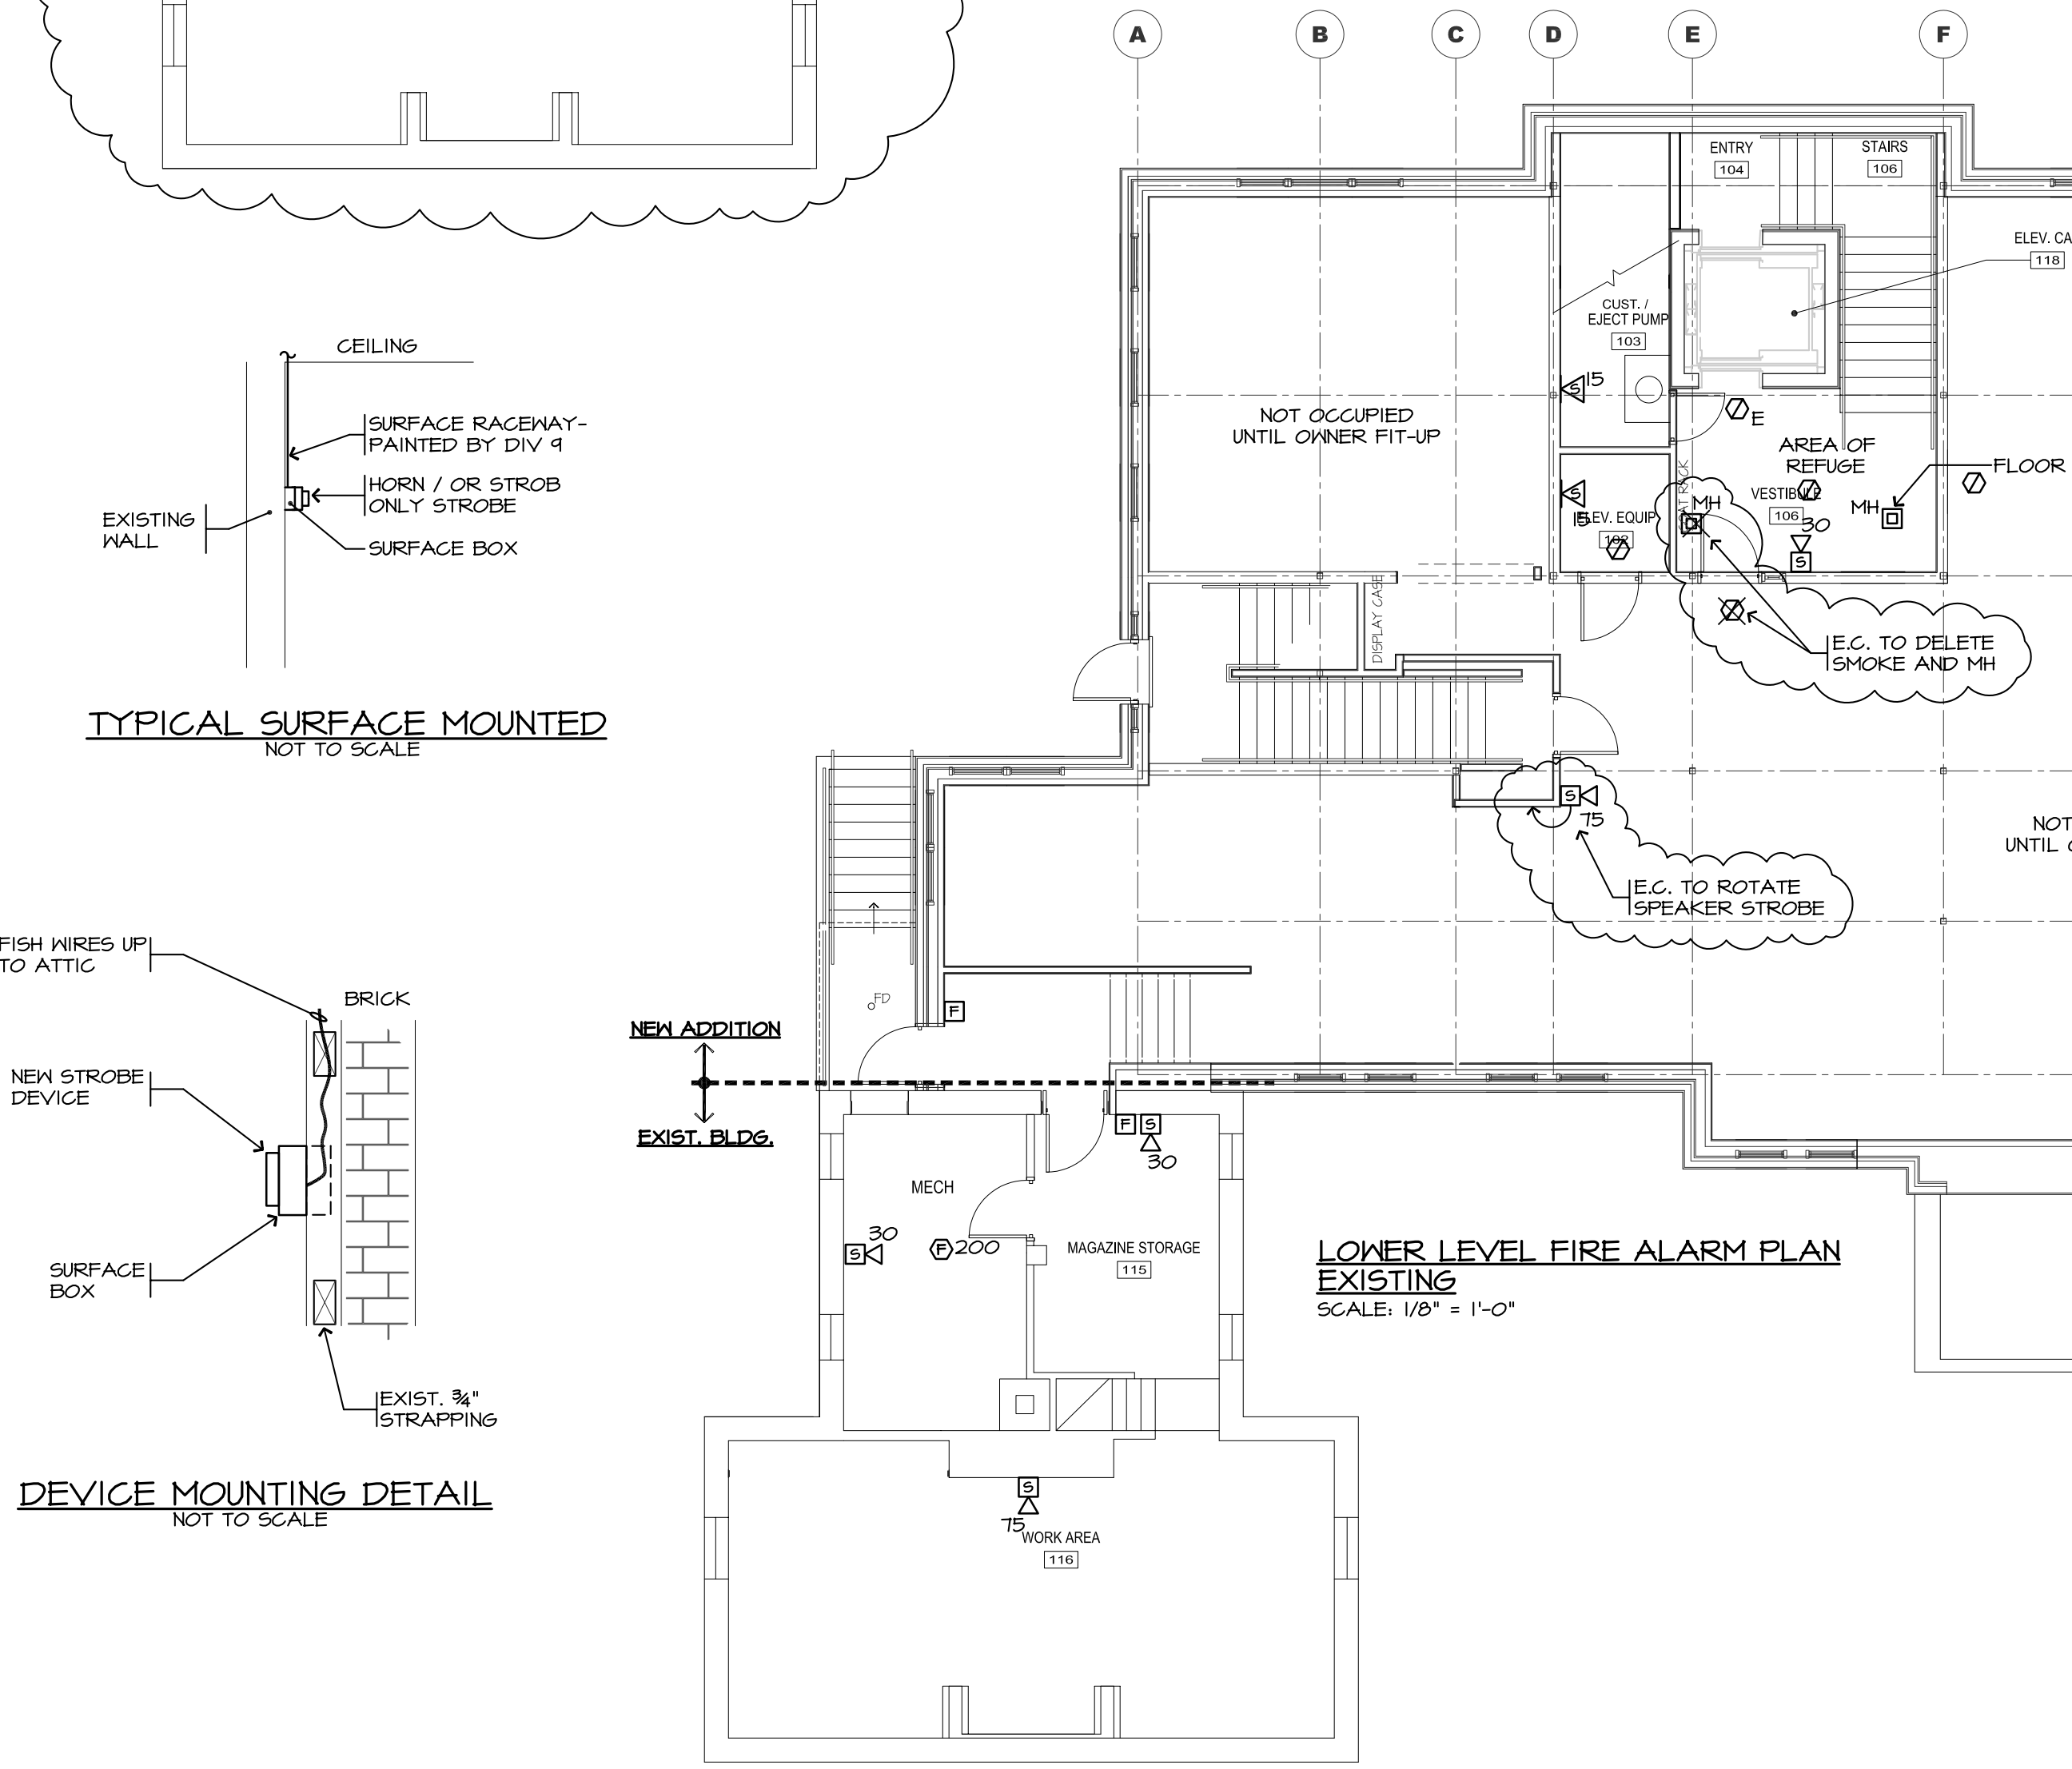 A
B
C
D
E
F
ENTRY
104
STAIRS
106
ELEV. CA
118
CUST. /
EJECT PUMP
103
S
15
E
NOT OCCUPIED
UNTIL OWNER FIT-UP
AREA OF
REFUGE
FLOOR
COAT RACK
MH
VESTIBULE
106
30
S
MH
S
15
ELEV. EQUIP
102
DISPLAY CASE
E.C. TO DELETE
SMOKE AND MH
S
75
E.C. TO ROTATE
SPEAKER STROBE
NOT
UNTIL
CEILING
SURFACE RACEWAY-
PAINTED BY DIV 9
HORN / OR STROB
ONLY STROBE
EXISTING
WALL
SURFACE BOX
TYPICAL SURFACE MOUNTED
NOT TO SCALE
FISH WIRES UP
TO ATTIC
BRICK
NEW STROBE
DEVICE
SURFACE
BOX
EXIST. ¾"
STRAPPING
DEVICE MOUNTING DETAIL
NOT TO SCALE
FD
F
NEW ADDITION
EXIST. BLDG.
F
S
30
MECH
S
30
F
200
MAGAZINE STORAGE
115
LOWER LEVEL FIRE ALARM PLAN
EXISTING
SCALE: 1/8" = 1'-0"
S
75
WORK AREA
116